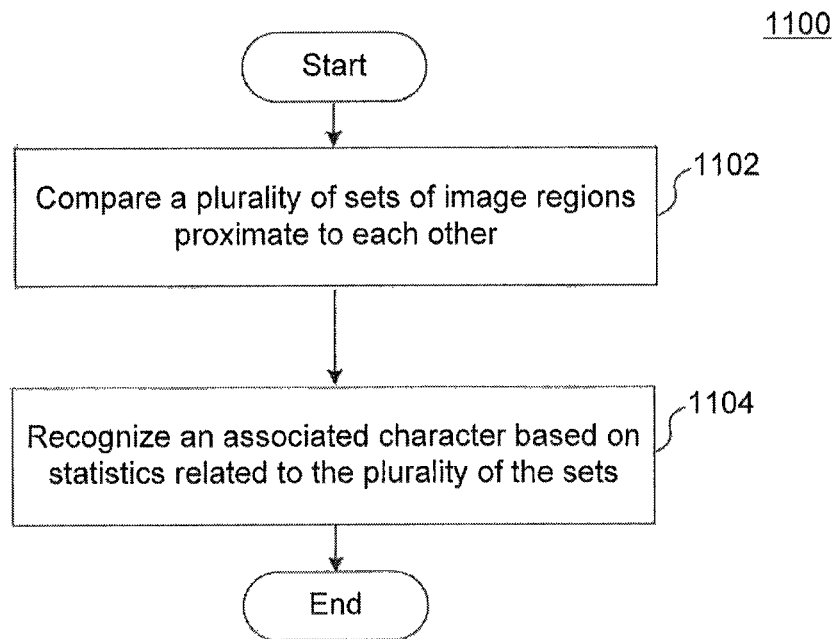 1100
Start
Compare a plurality of sets of image regions
proximate to each other
1102
Recognize an associated character based on
statistics related to the plurality of the sets
1104
End